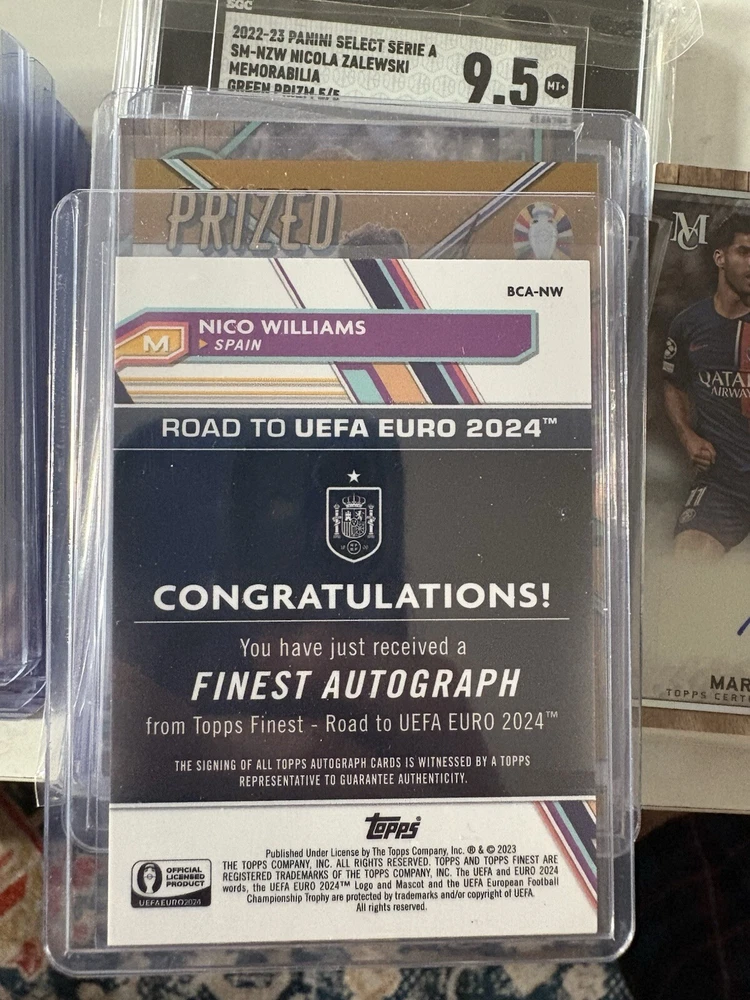 SGC
2022-23 PANINI SELECT SERIE A
SM-NZW NICOLA ZALEWSKI
MEMORABILIA
GREEN PRIZM 5/5
9.5 MT+
PRIZED
MC
QATAR
AIRWAY
11
MAR
TOPPS CERT
BCA-NW
M
NICO WILLIAMS
SPAIN
ROAD TO UEFA EURO 2024™
CONGRATULATIONS!
You have just received a
FINEST AUTOGRAPH
from Topps Finest - Road to UEFA EURO 2024™
THE SIGNING OF ALL TOPPS AUTOGRAPH CARDS IS WITNESSED BY A TOPPS
REPRESENTATIVE TO GUARANTEE AUTHENTICITY.
Topps
Published Under License by The Topps Company, Inc. ® & © 2023
THE TOPPS COMPANY, INC. ALL RIGHTS RESERVED. TOPPS AND TOPPS FINEST ARE
REGISTERED TRADEMARKS OF THE TOPPS COMPANY, INC. The UEFA and EURO 2024
words, the UEFA EURO 2024™ Logo and Mascot and the UEFA European Football
Championship Trophy are protected by trademarks and/or copyright of UEFA.
All rights reserved.
OFFICIAL
LICENSED
PRODUCT
UEFA EURO2024